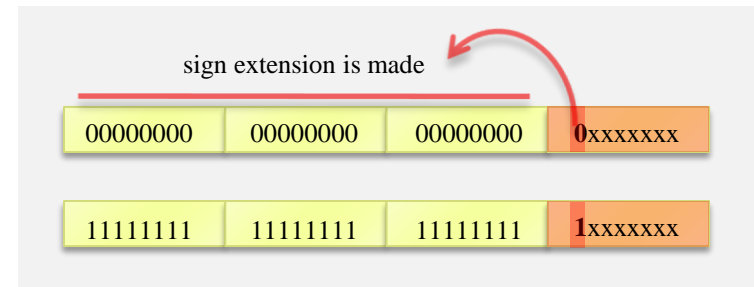 sign extension is made
00000000 00000000 00000000 0xxxxxxx
11111111 11111111 11111111 1xxxxxxx